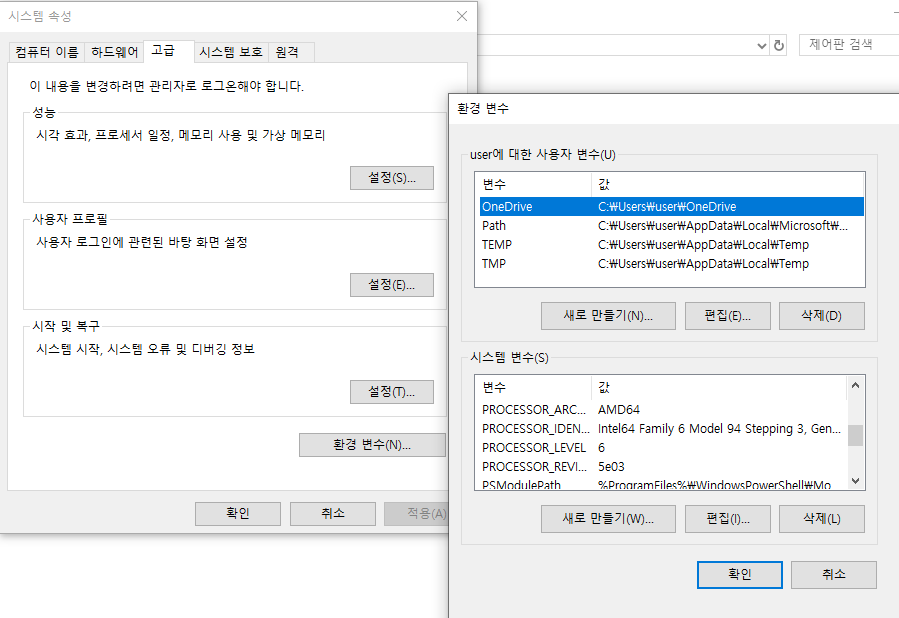 시스템 속성
컴퓨터 이름 하드웨어 고급 시스템 보호 원격
이 내용을 변경하려면 관리자로 로그온해야 합니다.
성능
시각 효과, 프로세서 일정, 메모리 사용 및 가상 메모리
설정(S)...
사용자 프로필
사용자 로그인에 관련된 바탕 화면 설정
설정(E)...
시작 및 복구
시스템 시작, 시스템 오류 및 디버깅 정보
설정(T)...
환경 변수(N)...
확인 취소 적용(A)
제어판 검색
환경 변수
user에 대한 사용자 변수(U)
변수 값
OneDrive C:₩Users₩user₩OneDrive
Path C:₩Users₩user₩AppData₩Local₩Microsoft₩...
TEMP C:₩Users₩user₩AppData₩Local₩Temp
TMP C:₩Users₩user₩AppData₩Local₩Temp
새로 만들기(N)... 편집(E)... 삭제(D)
시스템 변수(S)
변수 값
PROCESSOR_ARC... AMD64
PROCESSOR_IDEN... Intel64 Family 6 Model 94 Stepping 3, Gen...
PROCESSOR_LEVEL 6
PROCESSOR_REVI... 5e03
PSModulePath %ProgramFiles%₩WindowsPowerShell₩Mo
새로 만들기(W)... 편집(I)... 삭제(L)
확인 취소